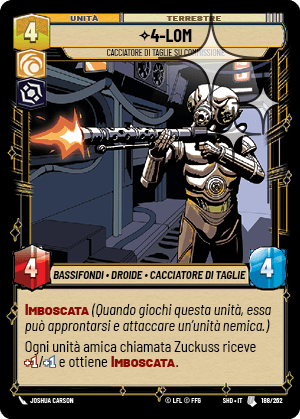 UNITÀ
TERRESTRE
4
✧4-LOM
CACCIATORE DI TAGLIE SU COMMISSIONE
4
BASSIFONDI • DROIDE • CACCIATORE DI TAGLIE
4
IMBOSCATA (Quando giochi questa unità, essa
può approntarsi e attaccare un'unità nemica.)
Ogni unità amica chiamata Zuckuss riceve
+1/+1 e ottiene IMBOSCATA.
JOSHUA CARSON
© LFL © FFG
SHD • IT
188/262